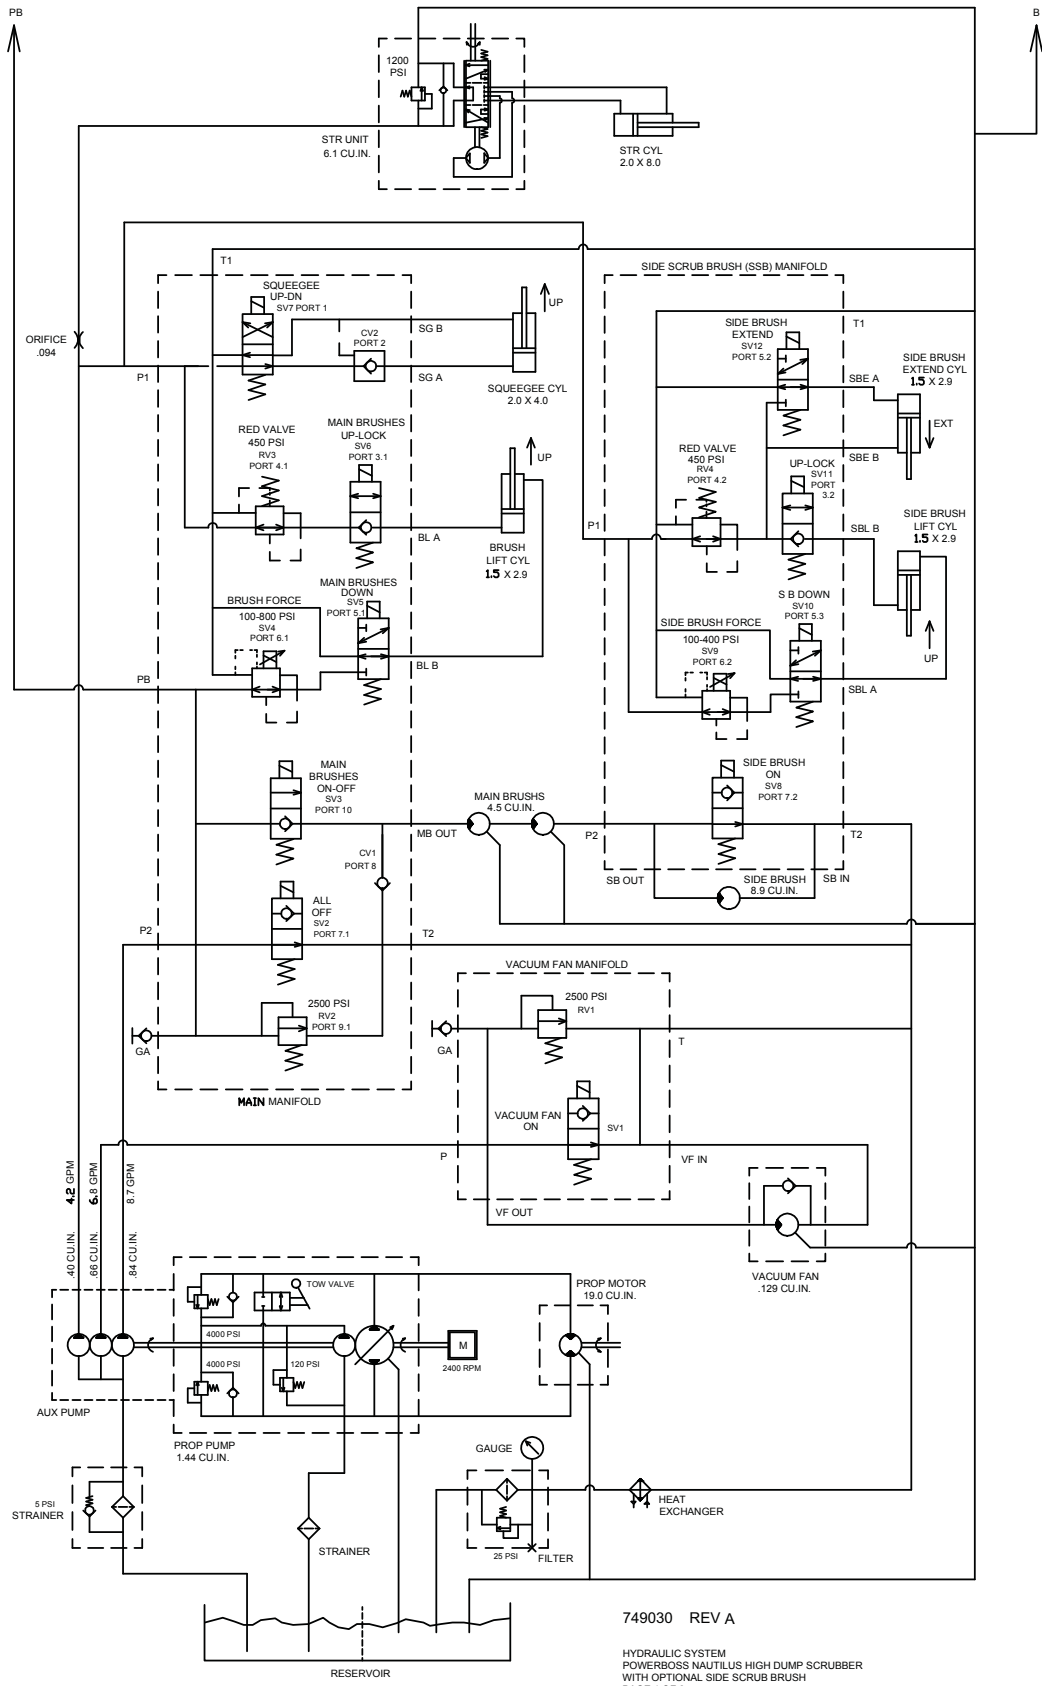 PB
B
1200
PSI
STR UNIT
6.1 CU.IN.
STR CYL
2.0 X 8.0
T1
SQUEEGEE
UP-DN
SV7 PORT 1
CV2
PORT 2
SG B
UP
SG A
SQUEEGEE CYL
2.0 X 4.0
ORIFICE
.094
P1
RED VALVE
450 PSI
RV3
PORT 4.1
MAIN BRUSHES
UP-LOCK
SV6
PORT 3.1
UP
BL A
BRUSH
LIFT CYL
1.5 X 2.9
BRUSH FORCE
100-800 PSI
SV4
PORT 6.1
MAIN BRUSHES
DOWN
SV5
PORT 5.1
BL B
PB
MAIN
BRUSHES
ON-OFF
SV3
PORT 10
MB OUT
CV1
PORT 8
ALL
OFF
SV2
PORT 7.1
P2
T2
2500 PSI
RV2
PORT 9.1
GA
MAIN MANIFOLD
SIDE SCRUB BRUSH (SSB) MANIFOLD
SIDE BRUSH
EXTEND
SV12
PORT 5.2
T1
SBE A
SIDE BRUSH
EXTEND CYL
1.5 X 2.9
EXT
SBE B
RED VALVE
450 PSI
RV4
PORT 4.2
UP-LOCK
SV11
PORT
3.2
P1
SBL B
SIDE BRUSH
LIFT CYL
1.5 X 2.9
UP
S B DOWN
SV10
PORT 5.3
SIDE BRUSH FORCE
100-400 PSI
SV9
PORT 6.2
SBL A
SIDE BRUSH
ON
SV8
PORT 7.2
MAIN BRUSHS
4.5 CU.IN.
P2
T2
SB OUT
SB IN
SIDE BRUSH
8.9 CU.IN.
VACUUM FAN MANIFOLD
2500 PSI
RV1
GA
T
VACUUM FAN
ON
SV1
P
VF IN
VF OUT
VACUUM FAN
.129 CU.IN.
.40 CU.IN. 4.2 GPM
.66 CU.IN. 6.8 GPM
.84 CU.IN. 8.7 GPM
TOW VALVE
4000 PSI
4000 PSI
120 PSI
M
2400 RPM
PROP MOTOR
19.0 CU.IN.
AUX PUMP
PROP PUMP
1.44 CU.IN.
5 PSI
STRAINER
STRAINER
GAUGE
25 PSI
FILTER
HEAT
EXCHANGER
RESERVOIR
749030 REV A
HYDRAULIC SYSTEM
POWERBOSS NAUTILUS HIGH DUMP SCRUBBER
WITH OPTIONAL SIDE SCRUB BRUSH